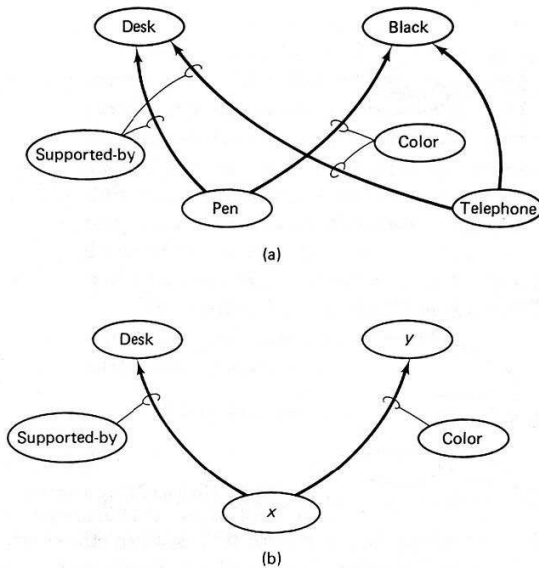 Desk
Black
Supported-by
Color
Pen
Telephone
(a)
Desk
y
Supported-by
Color
x
(b)